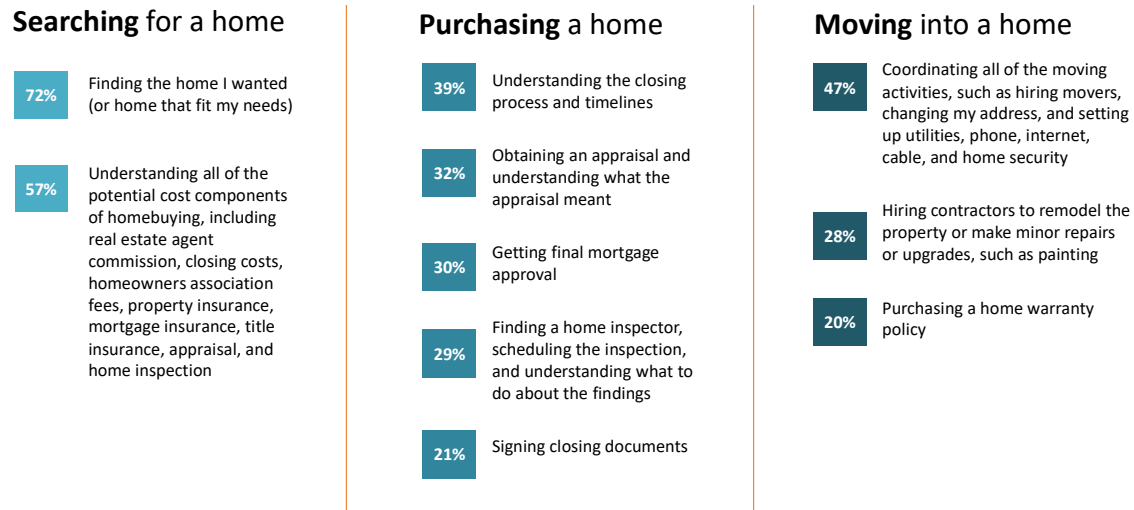 Searching for a home
72%
Finding the home I wanted
(or home that fit my needs)
57%
Understanding all of the
potential cost components
of homebuying, including
real estate agent
commission, closing costs,
homeowners association
fees, property insurance,
mortgage insurance, title
insurance, appraisal, and
home inspection
Purchasing a home
39%
Understanding the closing
process and timelines
32%
Obtaining an appraisal and
understanding what the
appraisal meant
30%
Getting final mortgage
approval
29%
Finding a home inspector,
scheduling the inspection,
and understanding what to
do about the findings
21%
Signing closing documents
Moving into a home
47%
Coordinating all of the moving
activities, such as hiring movers,
changing my address, and setting
up utilities, phone, internet,
cable, and home security
28%
Hiring contractors to remodel the
property or make minor repairs
or upgrades, such as painting
20%
Purchasing a home warranty
policy